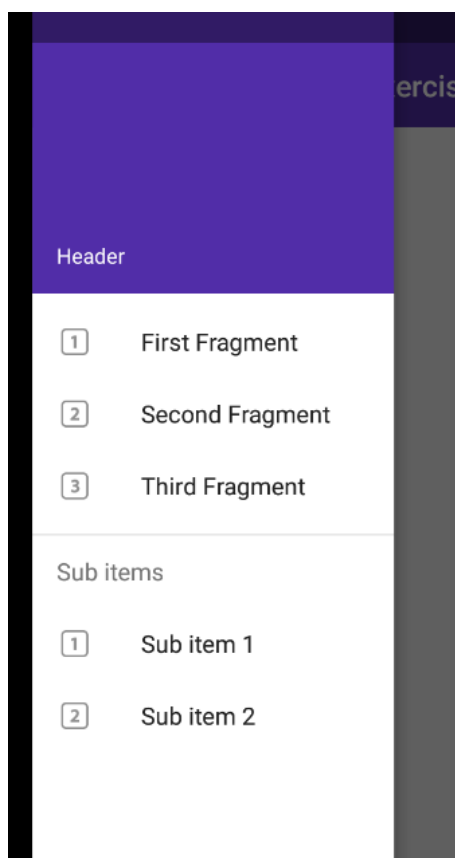 ercis
Header
1 First Fragment
2 Second Fragment
3 Third Fragment
Sub items
1 Sub item 1
2 Sub item 2